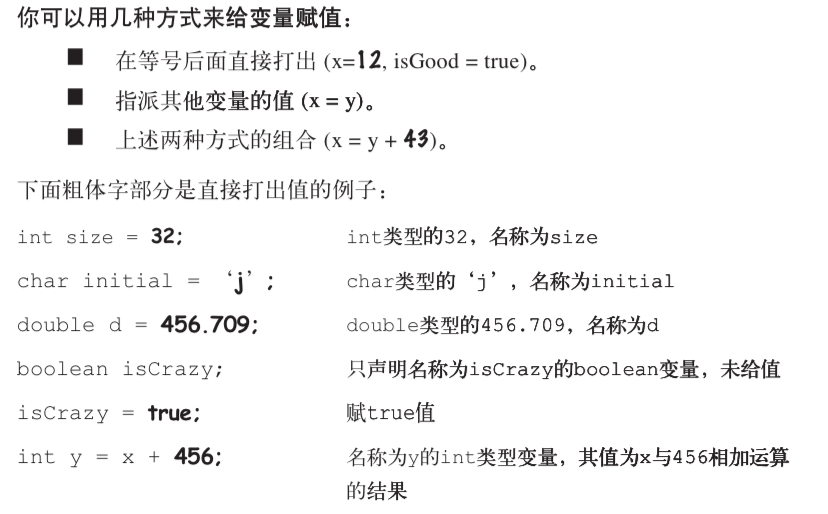 你可以用几种方式来给变量赋值：
■ 在等号后面直接打出 (x=12, isGood = true)。
■ 指派其他变量的值 (x = y)。
■ 上述两种方式的组合 (x = y + 43)。
下面粗体字部分是直接打出值的例子：
int size = 32; int类型的32，名称为size
char initial = ‘j’; char类型的‘j’，名称为initial
double d = 456.709; double类型的456.709，名称为d
boolean isCrazy; 只声明名称为isCrazy的boolean变量，未给值
isCrazy = true; 赋true值
int y = x + 456; 名称为y的int类型变量，其值为x与456相加运算
的结果